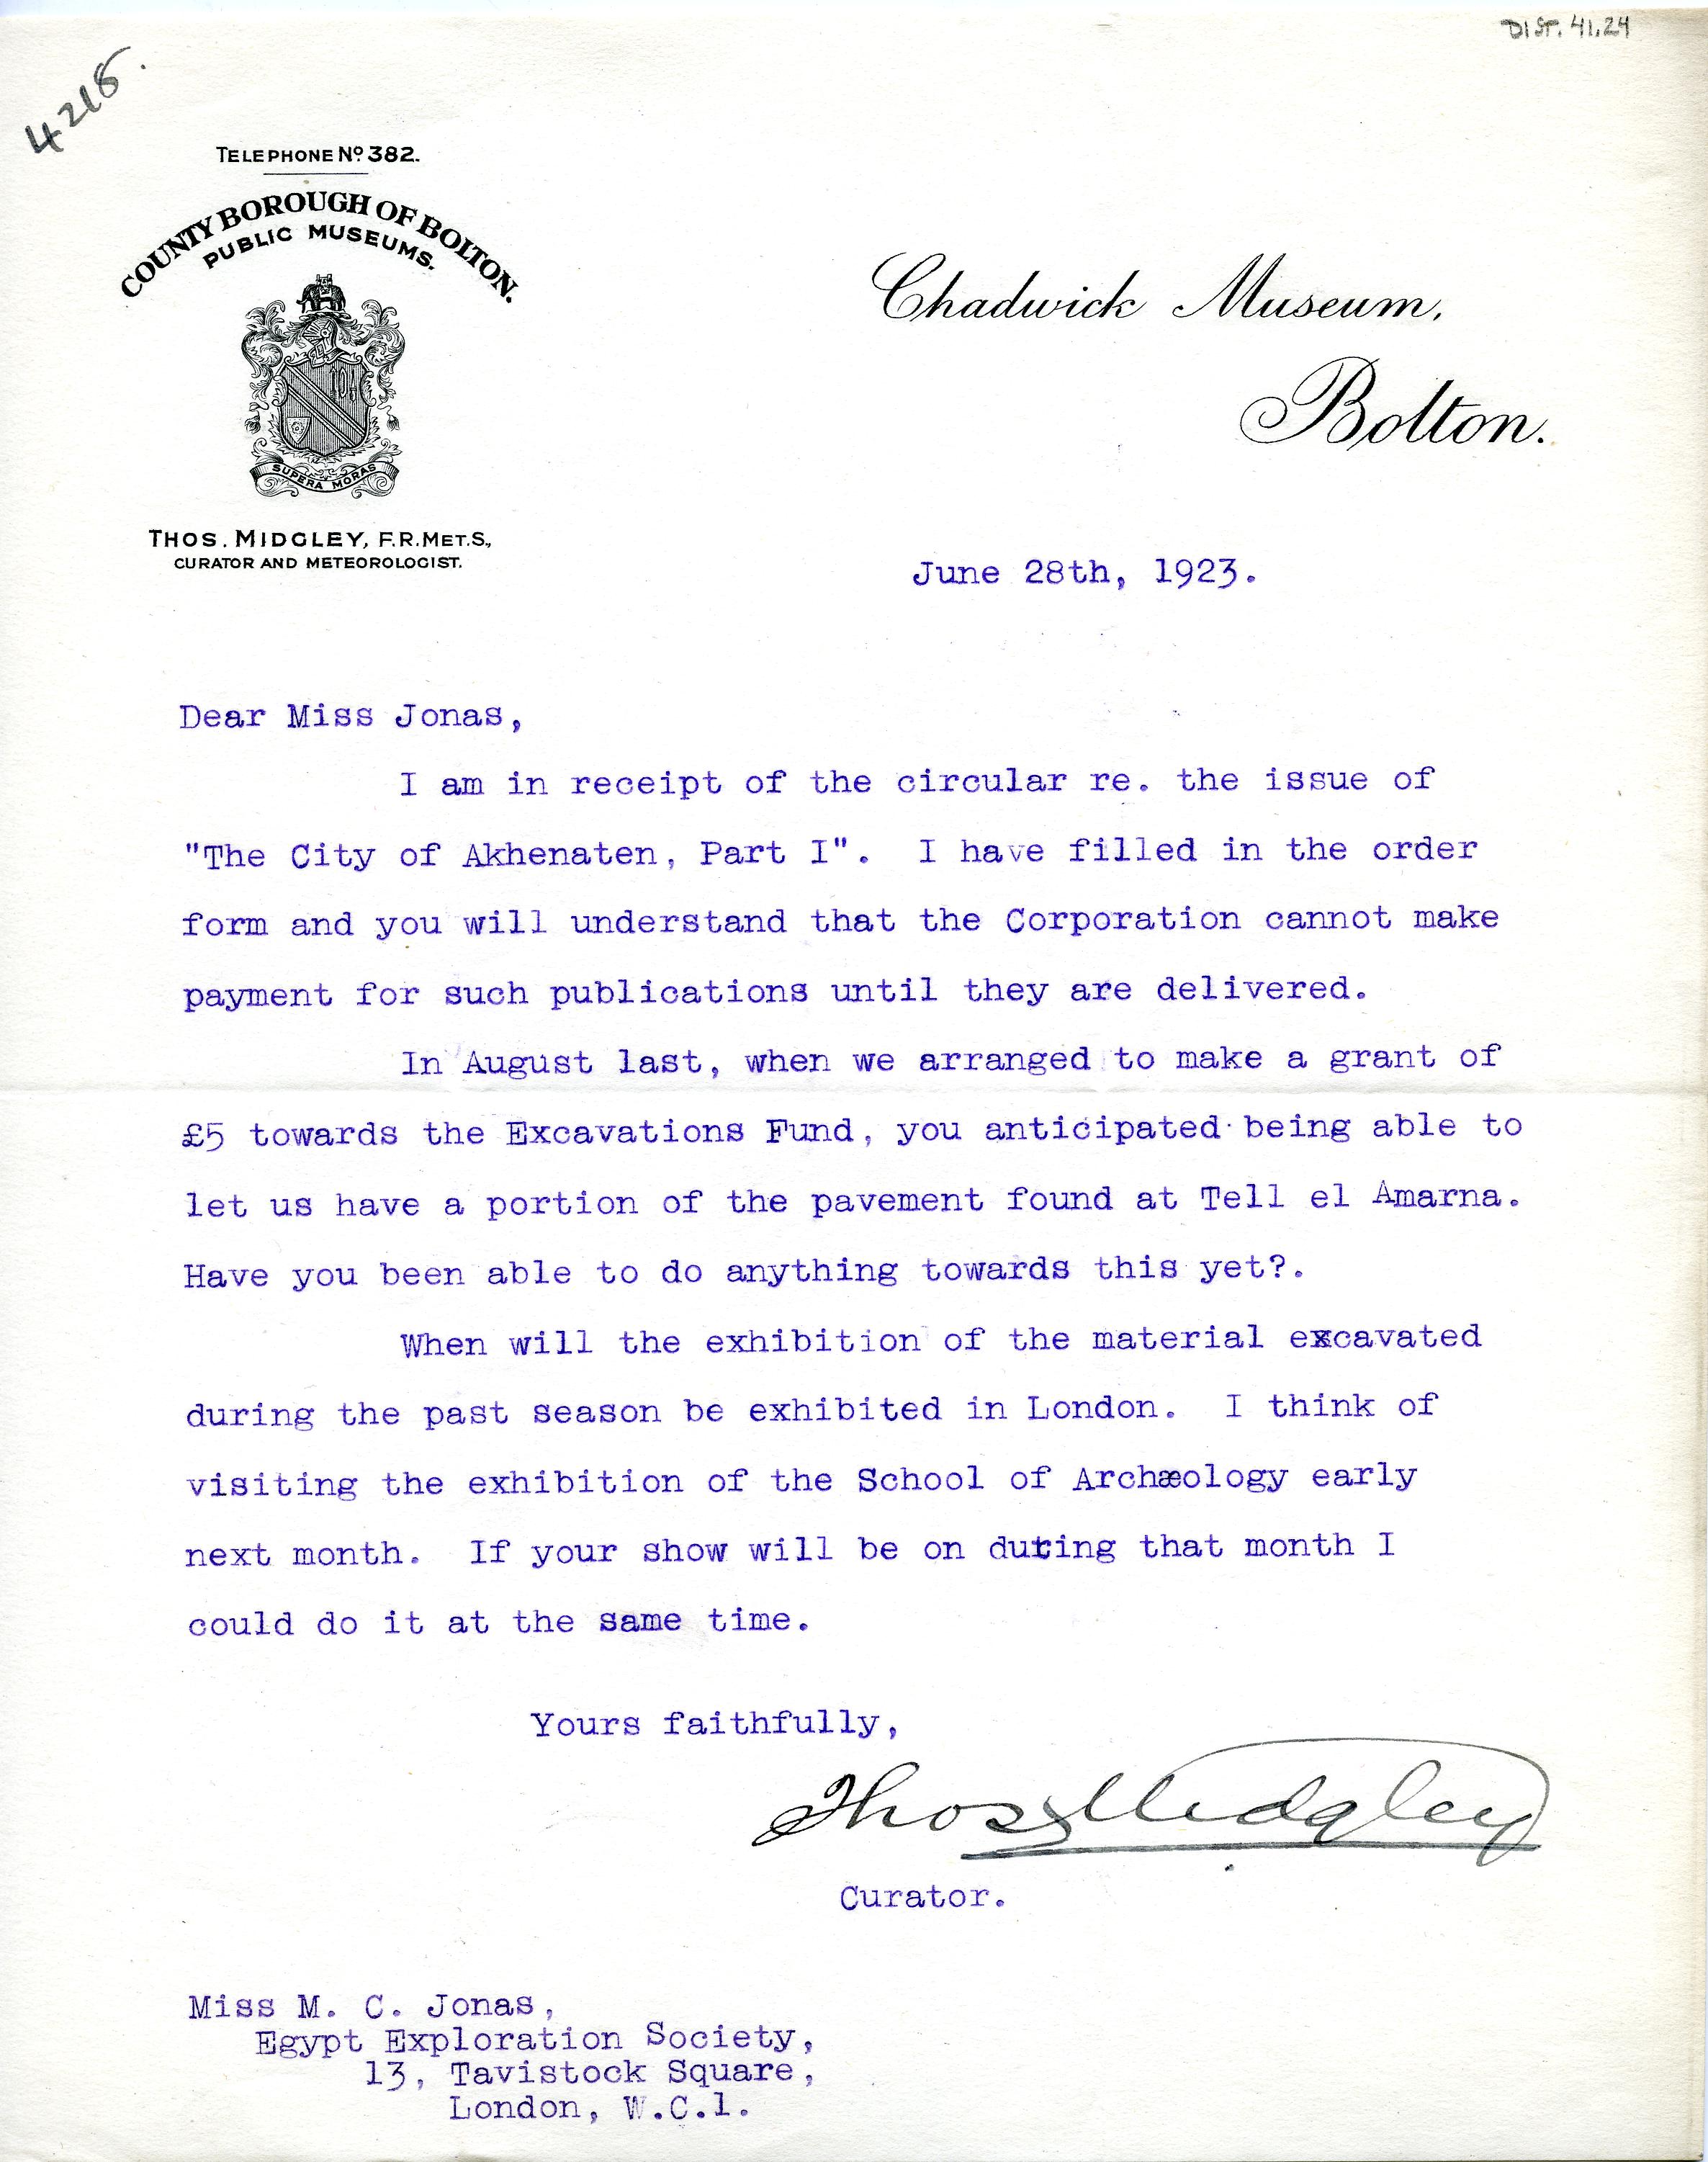 DIST. 41.24
4218.
TELEPHONE No 382.
COUNTY BOROUGH OF BOLTON.
PUBLIC MUSEUMS.
SUPERA MORAS
THOS. MIDGLEY, F.R.MET.S.,
CURATOR AND METEOROLOGIST.
Chadwick Museum,
Bolton.
June 28th, 1923.
Dear Miss Jonas,
I am in receipt of the circular re. the issue of
"The City of Akhenaten, Part I". I have filled in the order
form and you will understand that the Corporation cannot make
payment for such publications until they are delivered.
In August last, when we arranged to make a grant of
£5 towards the Excavations Fund, you anticipated being able to
let us have a portion of the pavement found at Tell el Amarna.
Have you been able to do anything towards this yet?.
When will the exhibition of the material excavated
during the past season be exhibited in London. I think of
visiting the exhibition of the School of Archæology early
next month. If your show will be on during that month I
could do it at the same time.
Yours faithfully,
Thos Midgley
Curator.
Miss M. C. Jonas,
Egypt Exploration Society,
13, Tavistock Square,
London, W.C.1.